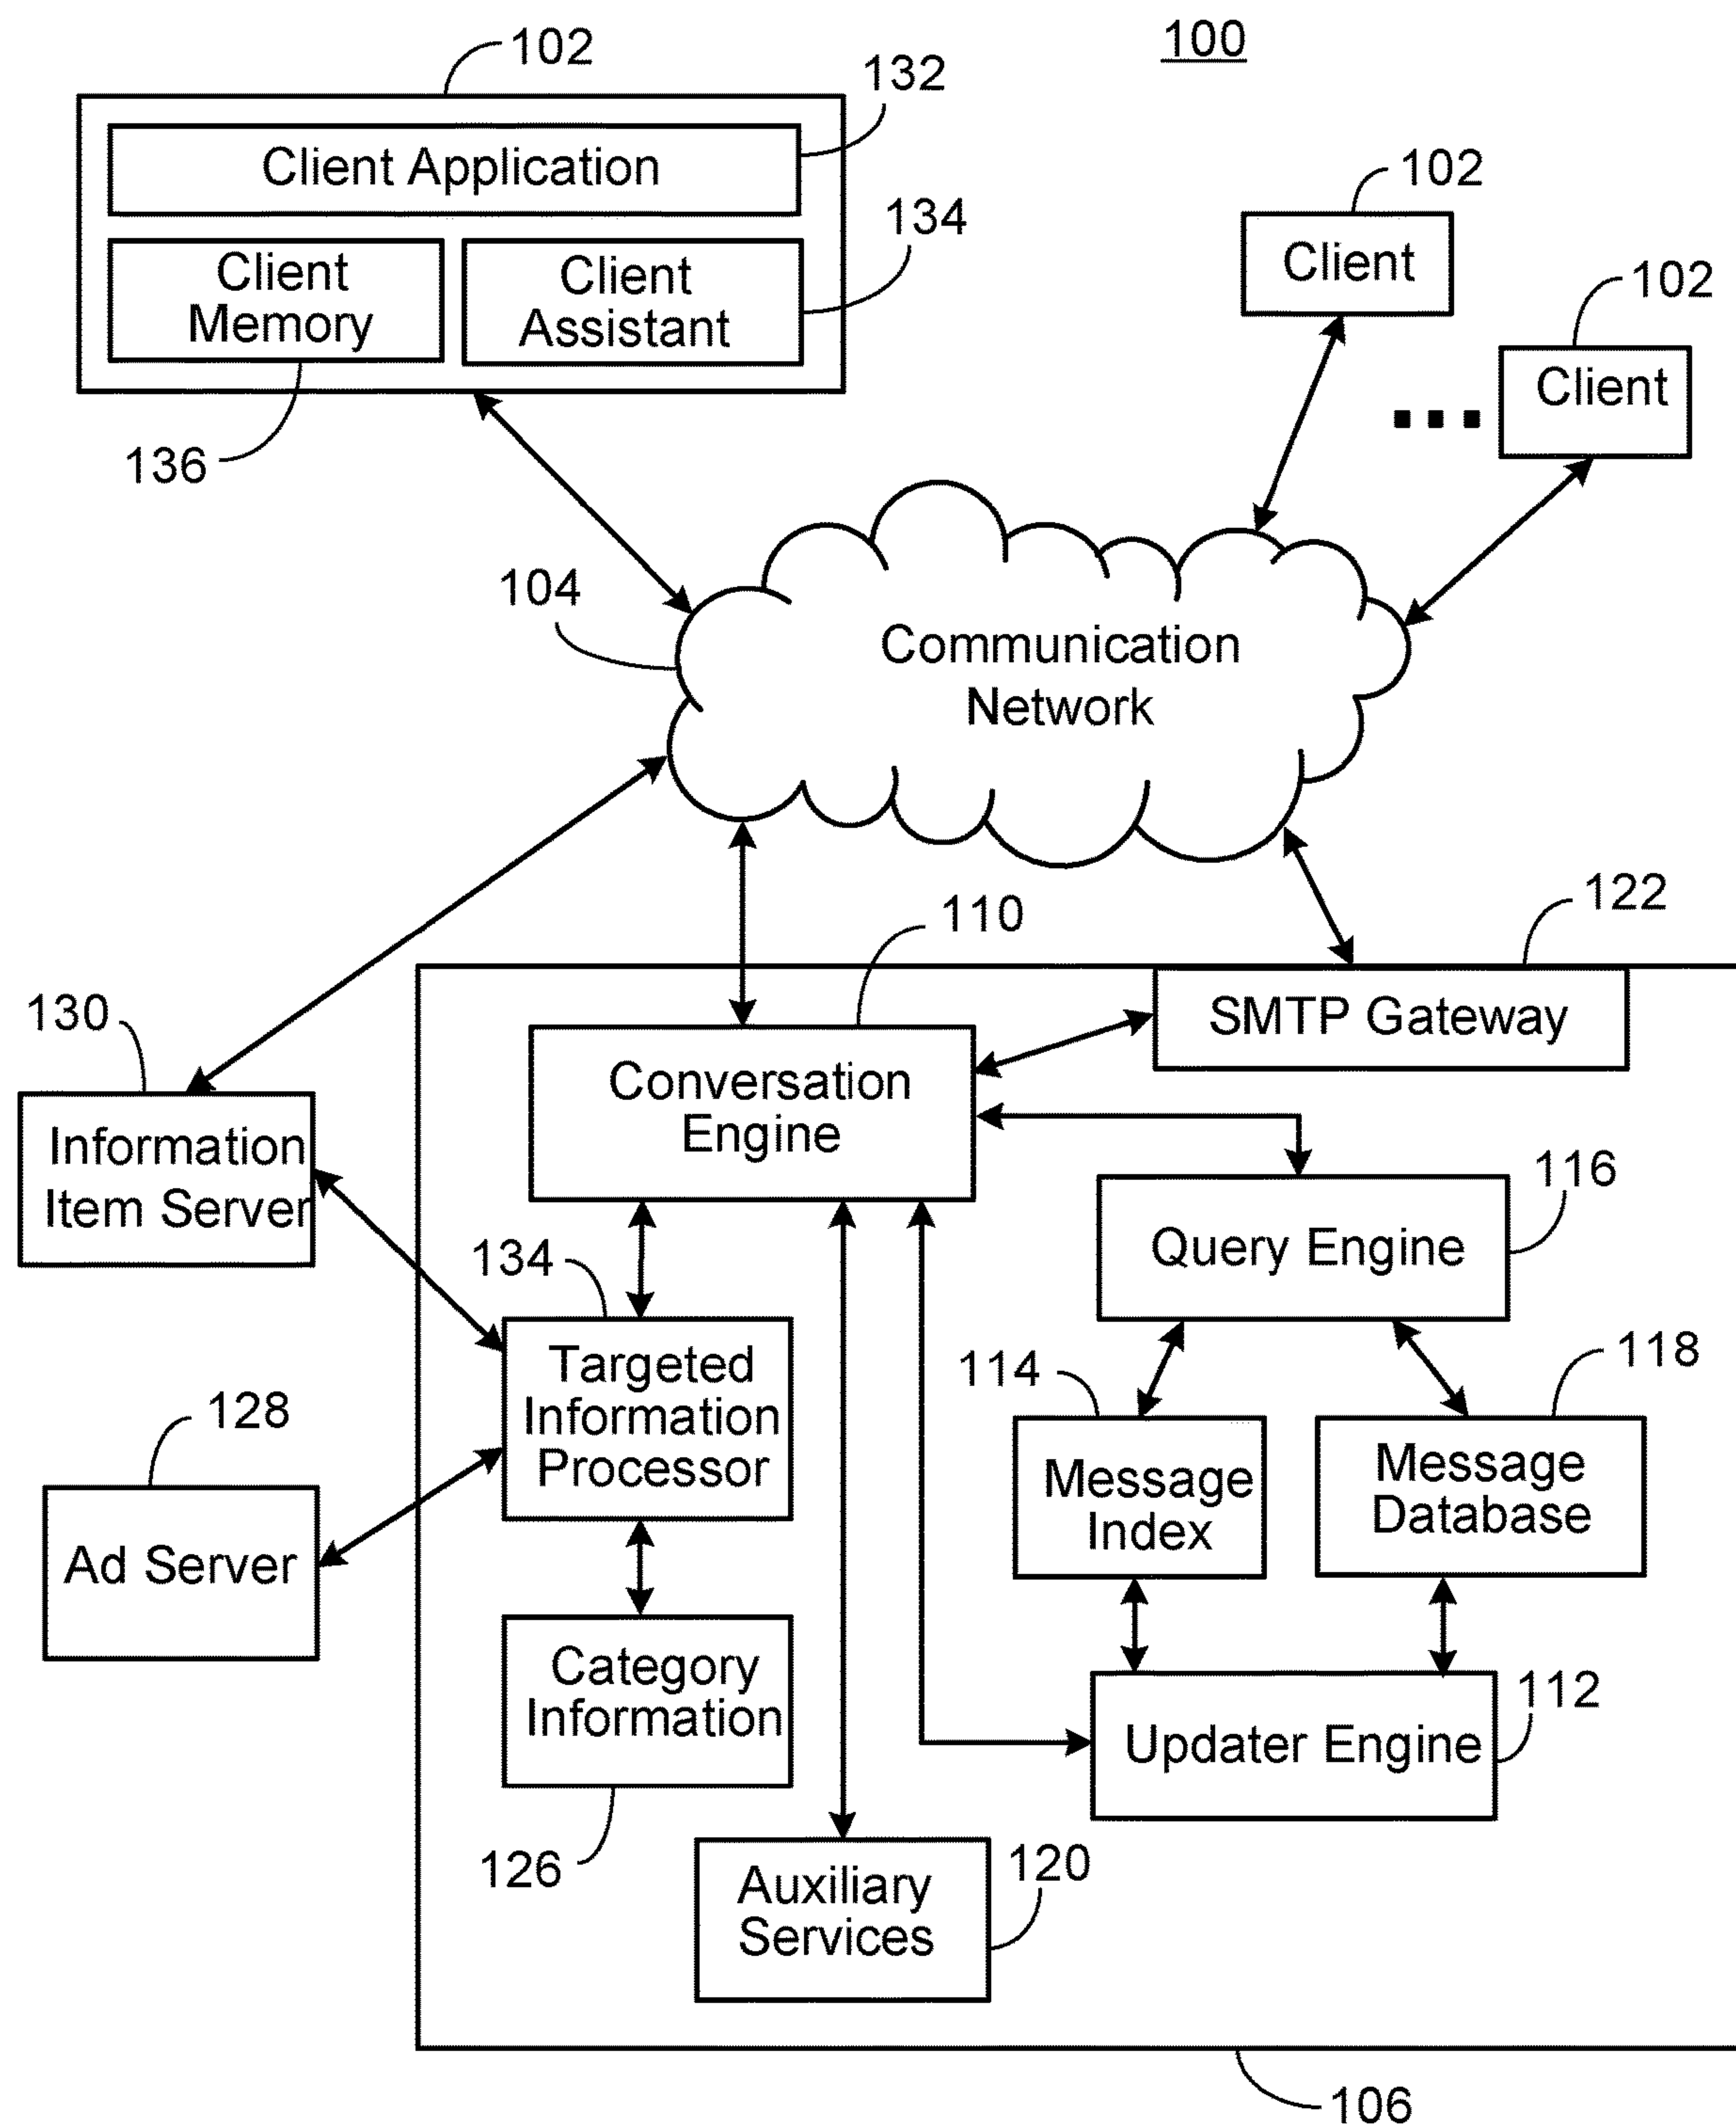 100
102
132
Client Application
134
Client
Memory
Client
Assistant
136
102
Client
102
Client
104
Communication
Network
110
122
SMTP Gateway
130
Information
Item Server
Conversation
Engine
116
Query Engine
134
Targeted
Information
Processor
114
118
Message
Index
Message
Database
128
Ad Server
Category
Information
112
Updater Engine
126
Auxiliary
Services
120
106